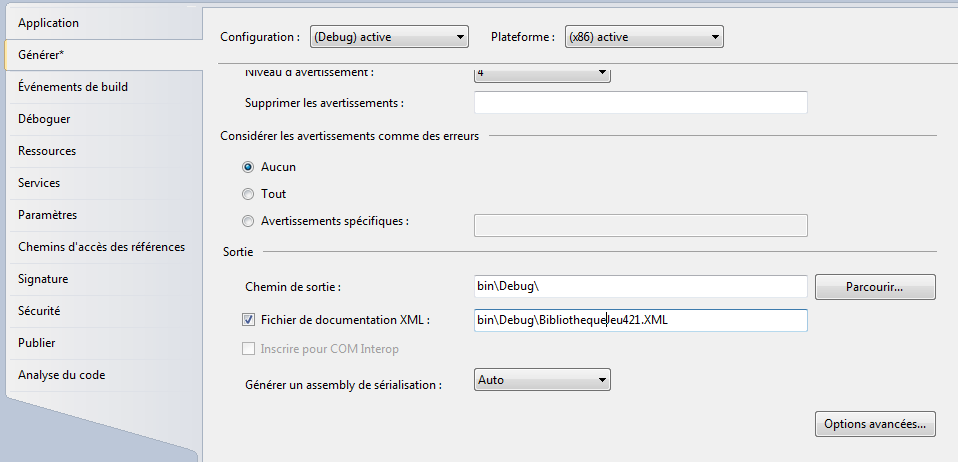 Application
Générer*
Événements de build
Déboguer
Ressources
Services
Paramètres
Chemins d'accès des références
Signature
Sécurité
Publier
Analyse du code
Configuration : (Debug) active Plateforme : (x86) active
Niveau d'avertissement : 4
Supprimer les avertissements :
Considérer les avertissements comme des erreurs
Aucun
Tout
Avertissements spécifiques :
Sortie
Chemin de sortie : bin\Debug\ Parcourir...
Fichier de documentation XML : bin\Debug\BibliothequeJeu421.XML
Inscrire pour COM Interop
Générer un assembly de sérialisation : Auto
Options avancées...